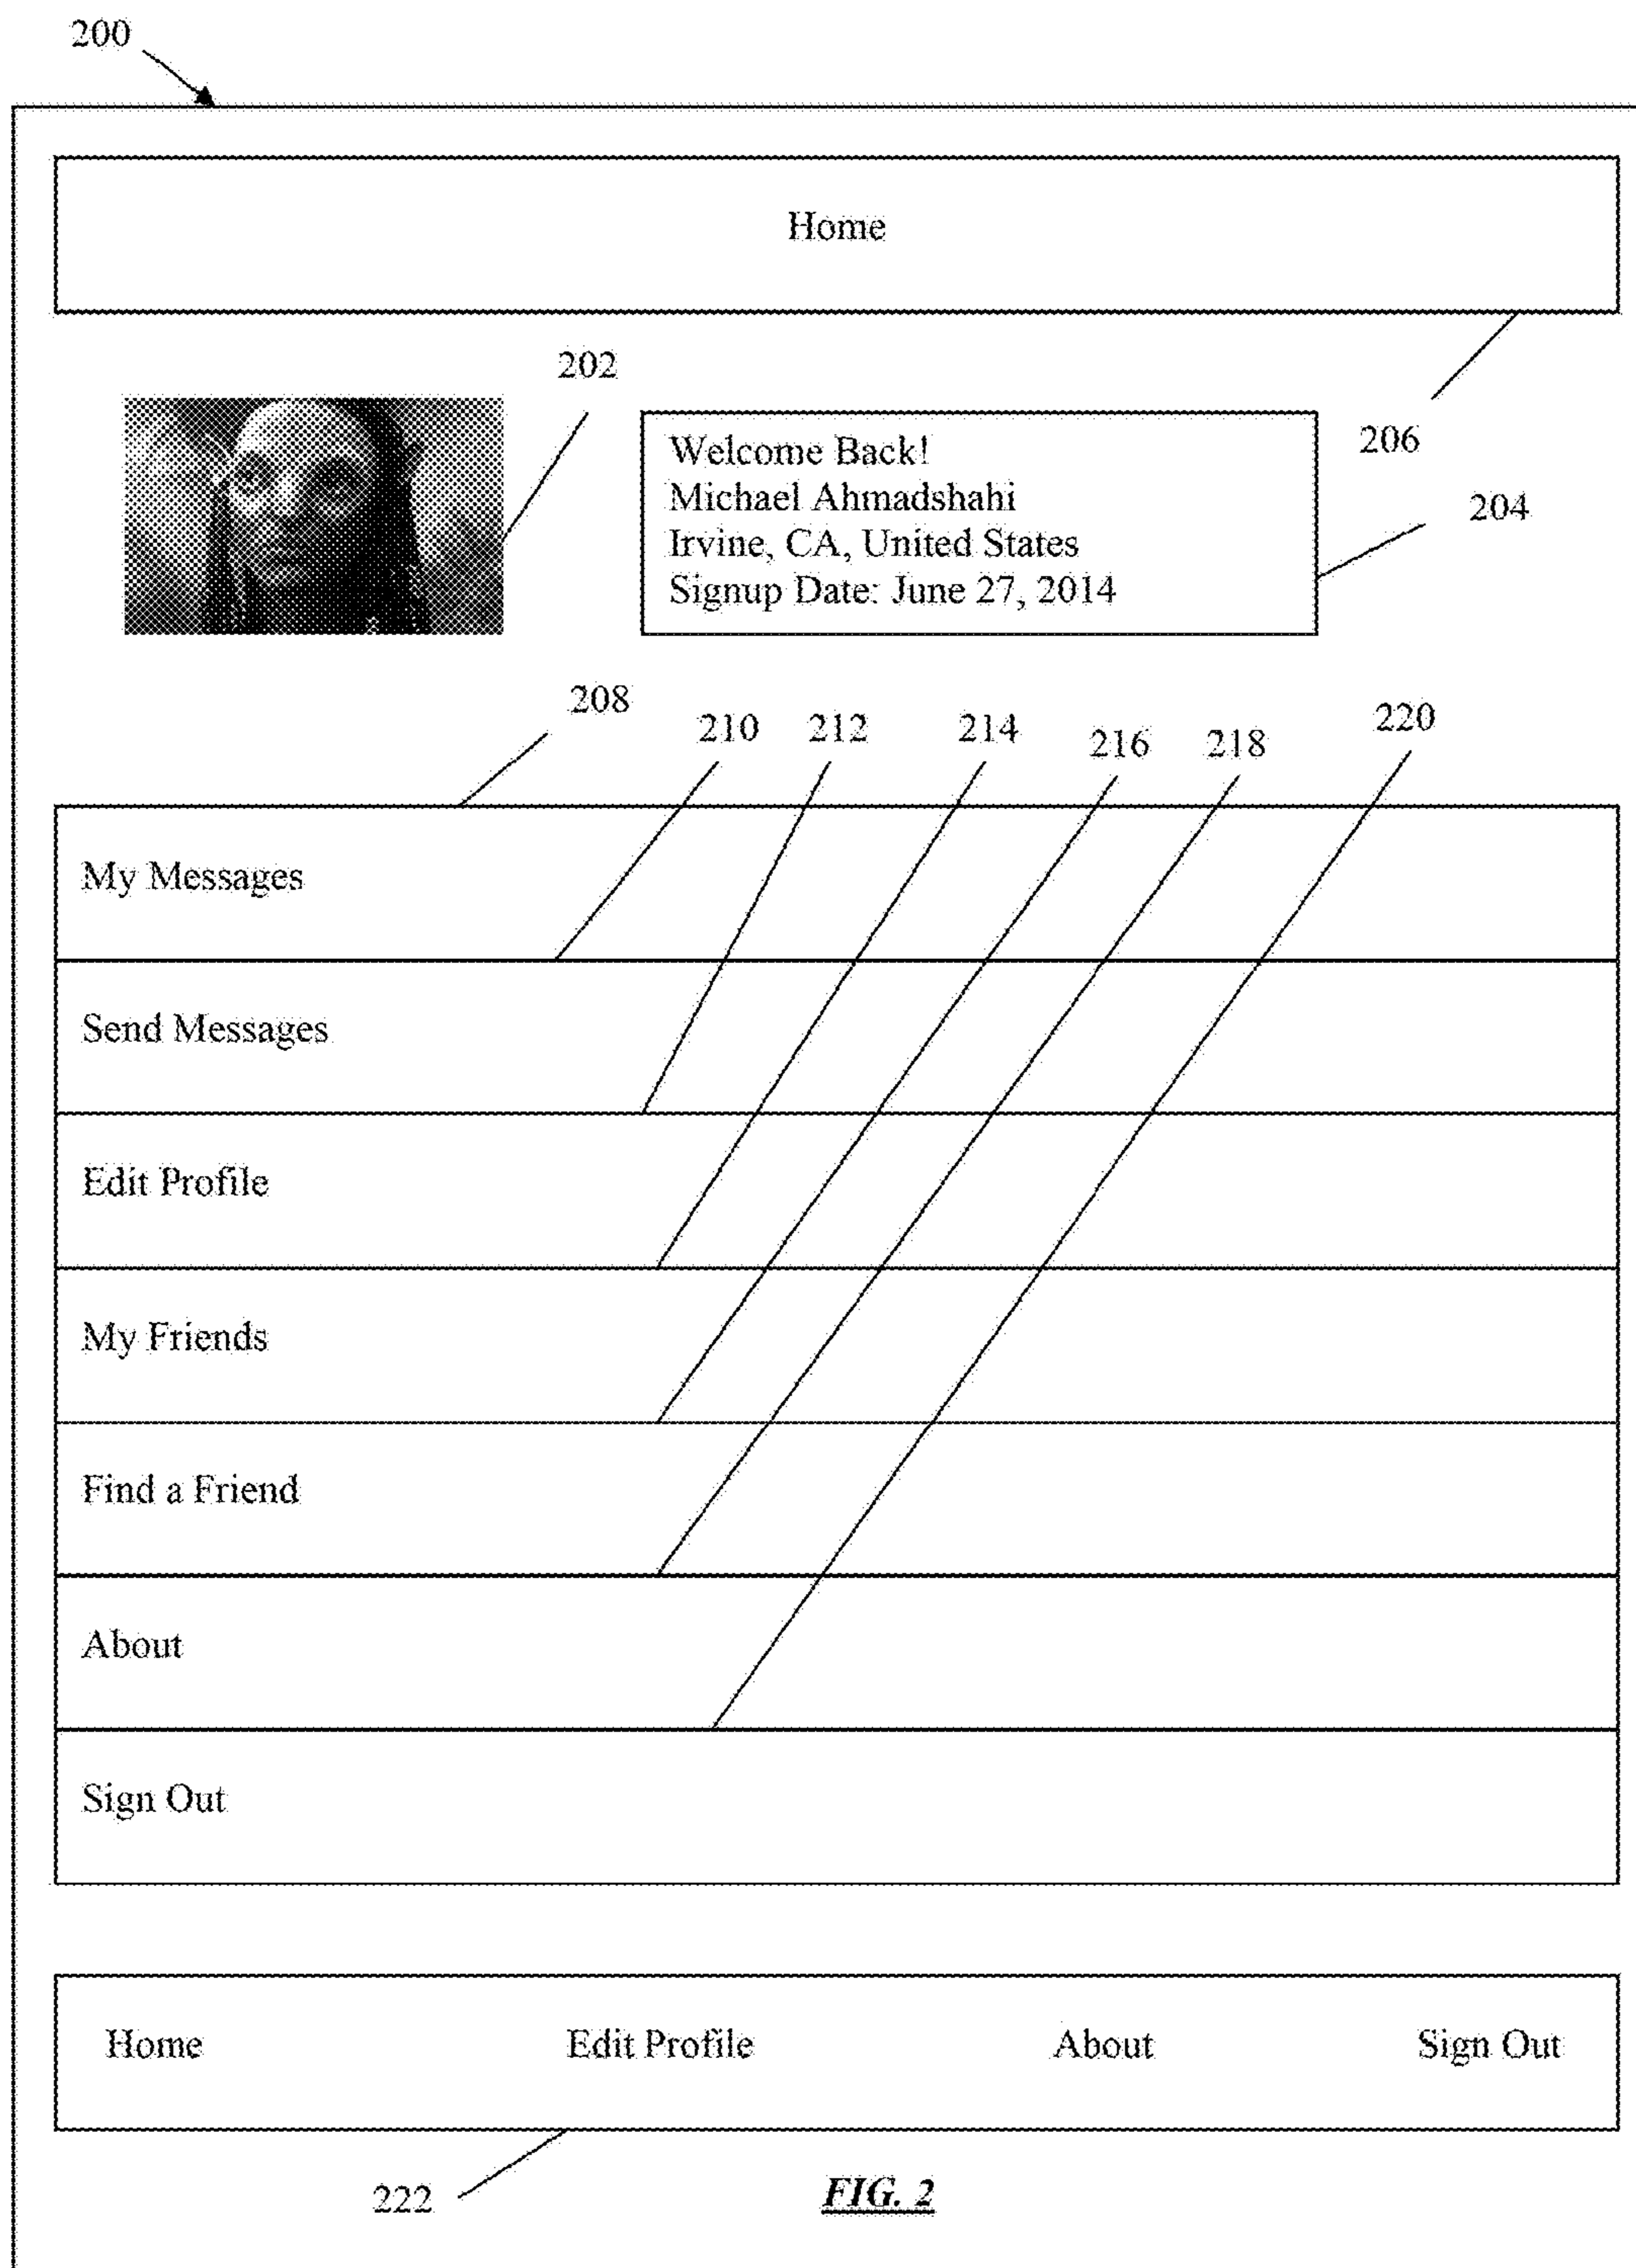 200
Home
202
206
Welcome Back!
Michael Ahmadshahi
Irvine, CA, United States
Signup Date: June 27, 2014
204
208
210
212
214
216
218
220
My Messages
Send Messages
Edit Profile
My Friends
Find a Friend
About
Sign Out
Home Edit Profile About Sign Out
222
FIG. 2